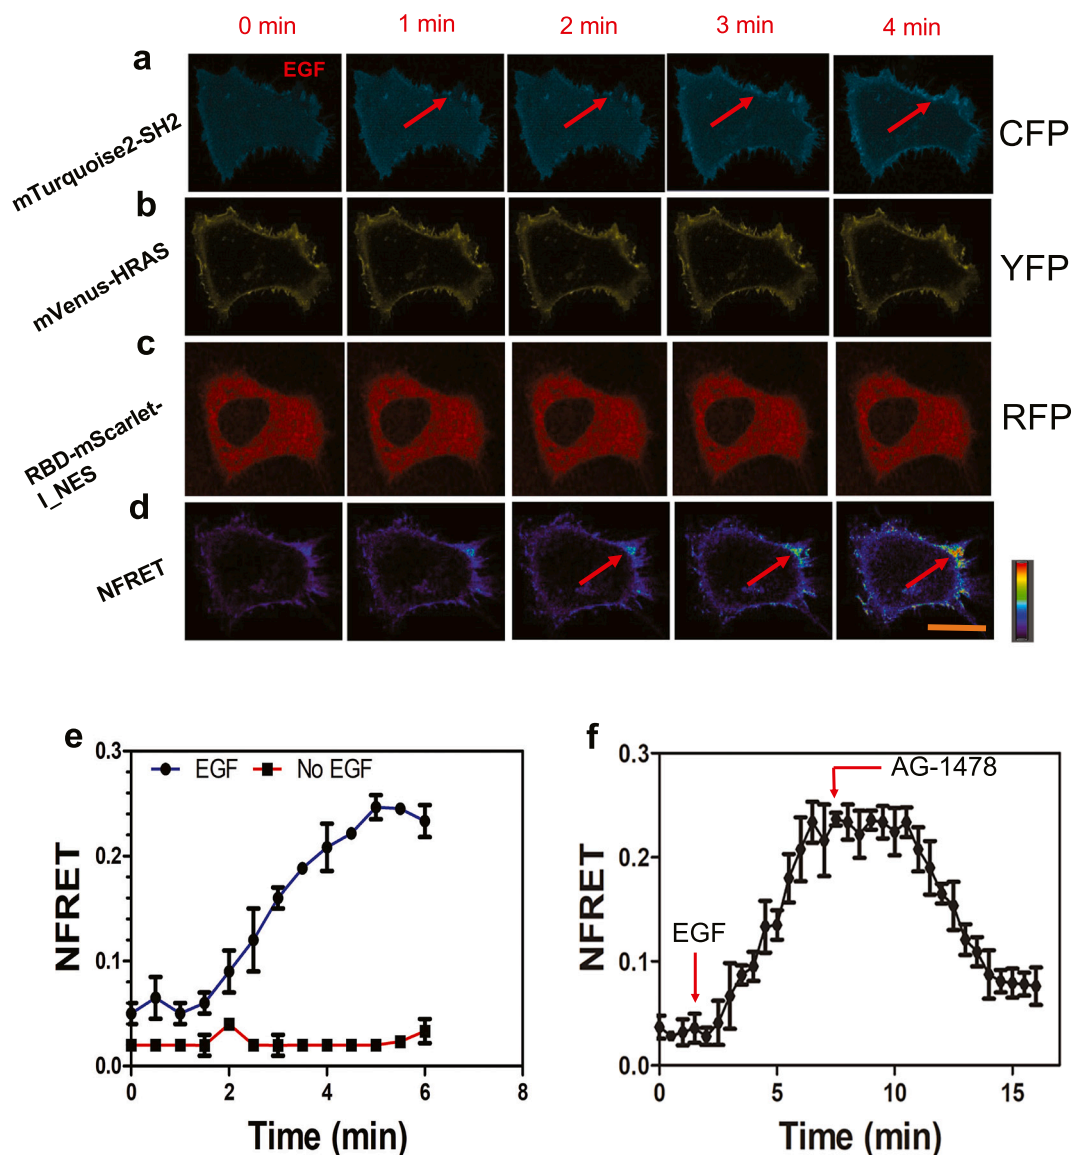 0 min 1 min 2 min 3 min 4 min
a
EGF
mTurquoise2-SH2
CFP
b
mVenus-HRAS
YFP
c
RBD-mScarlet-
I_NES
RFP
d
NFRET
e
0.3
0.2
0.1
0.0
EGF No EGF
NFRET
0 2 4 6 8
Time (min)
f
0.3
0.2
0.1
0.0
AG-1478
EGF
NFRET
0 5 10 15
Time (min)